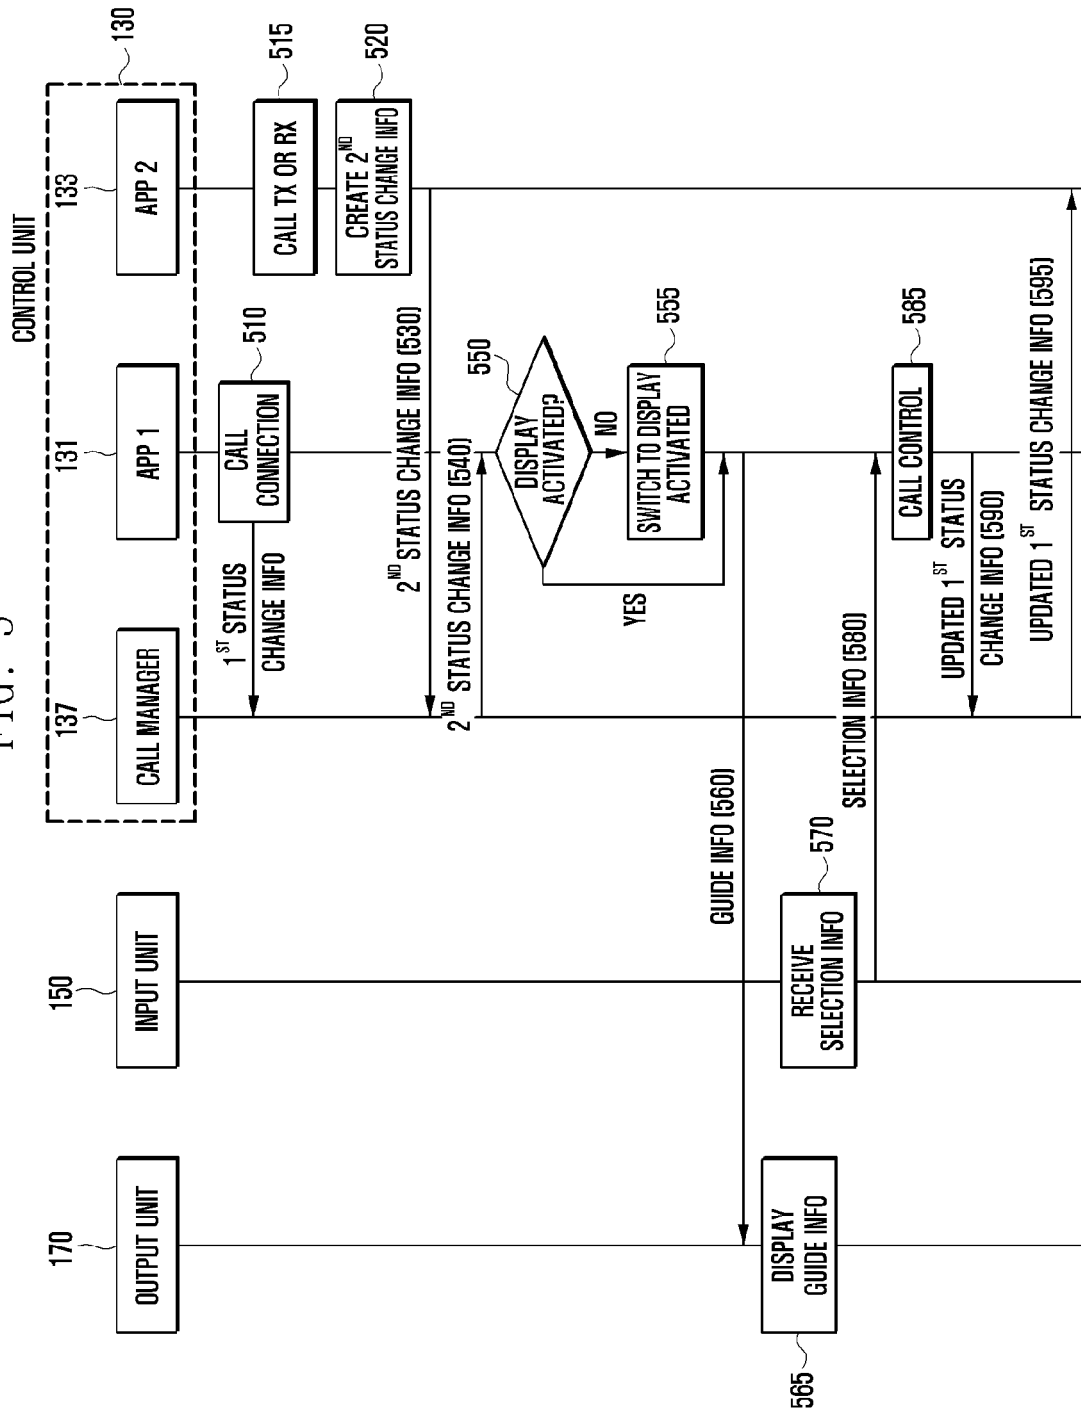 FIG. 5
CONTROL UNIT
130
170
150
137
131
133
OUTPUT UNIT
INPUT UNIT
CALL MANAGER
APP 1
APP 2
510
CALL
CONNECTION
1ST STATUS
CHANGE INFO
515
CALL TX OR RX
520
CREATE 2ND
STATUS CHANGE INFO
2ND STATUS CHANGE INFO (530)
2ND STATUS CHANGE INFO (540)
550
DISPLAY
ACTIVATED?
NO
YES
555
SWITCH TO DISPLAY
ACTIVATED
GUIDE INFO (560)
565
DISPLAY
GUIDE INFO
570
RECEIVE
SELECTION INFO
SELECTION INFO (580)
585
CALL CONTROL
UPDATED 1ST STATUS
CHANGE INFO (590)
UPDATED 1ST STATUS CHANGE INFO (595)